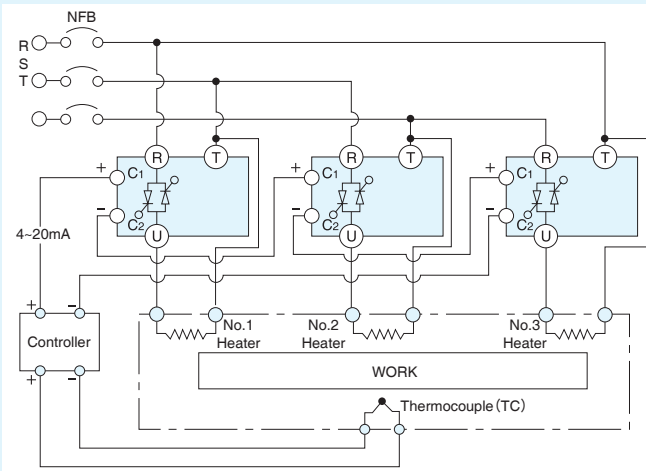 NFB
R
S
T
R T R T R T
+ C1 + C1 + C1
- C2 - C2 - C2
U U U
4~20mA
+ -
No.1 Heater
No.2 Heater
No.3 Heater
Controller
WORK
+ -
Thermocouple (TC)